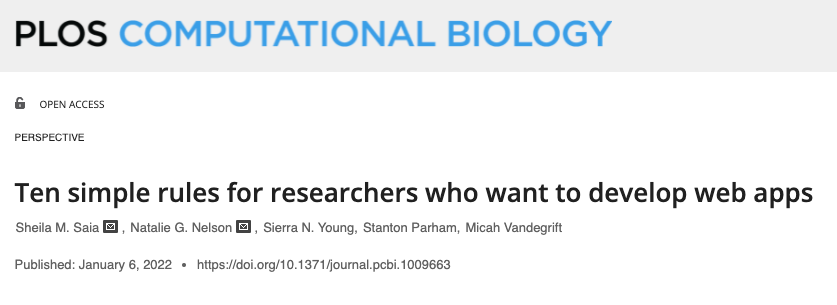 PLOS COMPUTATIONAL BIOLOGY
OPEN ACCESS
PERSPECTIVE
Ten simple rules for researchers who want to develop web apps
Sheila M. Saia , Natalie G. Nelson , Sierra N. Young, Stanton Parham, Micah Vandegrift
Published: January 6, 2022 • https://doi.org/10.1371/journal.pcbi.1009663